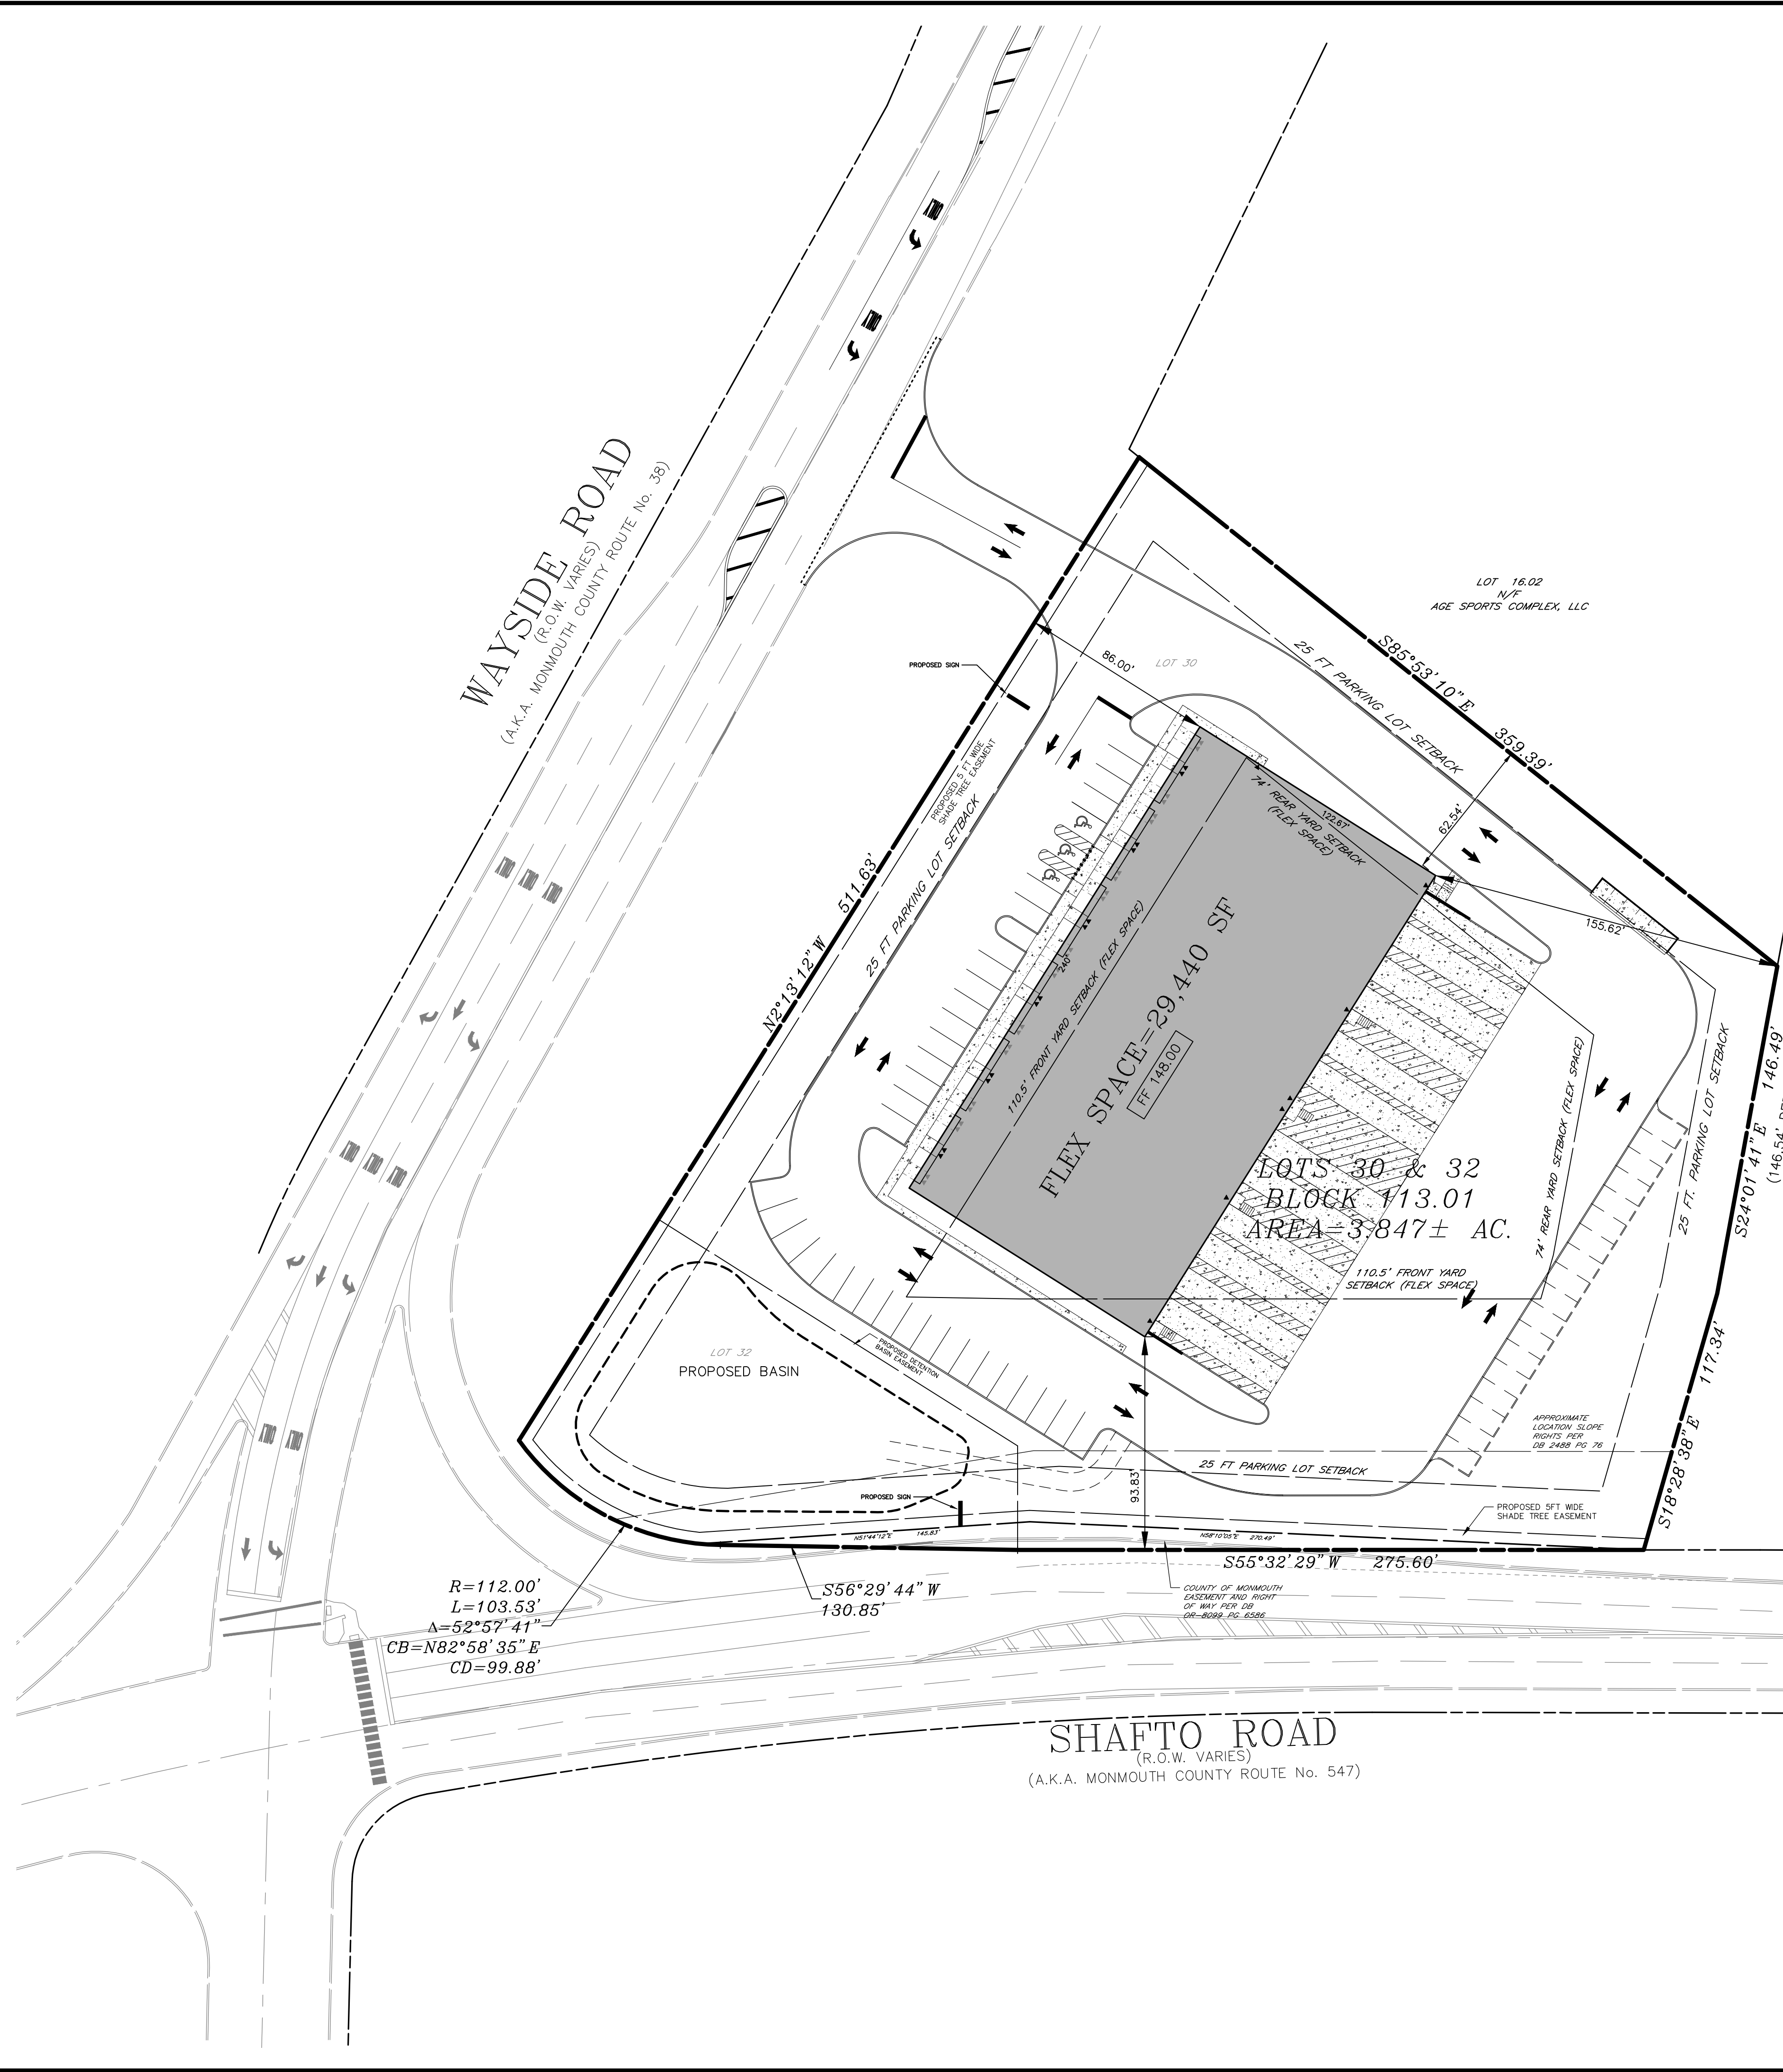 WAYSIDE ROAD
(R.O.W. VARIES)
(A.K.A. MONMOUTH COUNTY ROUTE No. 38)
LOT 16.02
N/F
AGE SPORTS COMPLEX, LLC
S85°53'10"E 359.39'
25 FT PARKING LOT SETBACK
86.00'
LOT 30
PROPOSED SIGN
PROPOSED 5 FT WIDE
SHADE TREE EASEMENT
25 FT PARKING LOT SETBACK
N2°13'12"W 511.63'
74' REAR YARD SETBACK
(FLEX SPACE)
122.67'
62.54'
155.62'
240'
110.5' FRONT YARD SETBACK (FLEX SPACE)
FLEX SPACE=29,440 SF
FF 148.00
LOTS 30 & 32
BLOCK 113.01
AREA=3.847± AC.
74' REAR YARD SETBACK (FLEX SPACE)
110.5' FRONT YARD
SETBACK (FLEX SPACE)
25 FT. PARKING LOT SETBACK
S24°01'41"E 146.49'
(146.54'
S18°28'38"E 117.34'
LOT 32
PROPOSED BASIN
PROPOSED DETENTION
BASIN EASEMENT
APPROXIMATE
LOCATION SLOPE
RIGHTS PER
DB 2488 PG 76
25 FT PARKING LOT SETBACK
93.83'
PROPOSED SIGN
PROPOSED 5FT WIDE
SHADE TREE EASEMENT
N51°44'12"E 145.83'
N58°10'05"E 270.49'
S55°32'29"W 275.60'
S56°29'44"W
130.85'
COUNTY OF MONMOUTH
EASEMENT AND RIGHT
OF WAY PER DB
OR-8099 PG 6586
R=112.00'
L=103.53'
Δ=52°57'41"
CB=N82°58'35"E
CD=99.88'
SHAFTO ROAD
(R.O.W. VARIES)
(A.K.A. MONMOUTH COUNTY ROUTE No. 547)